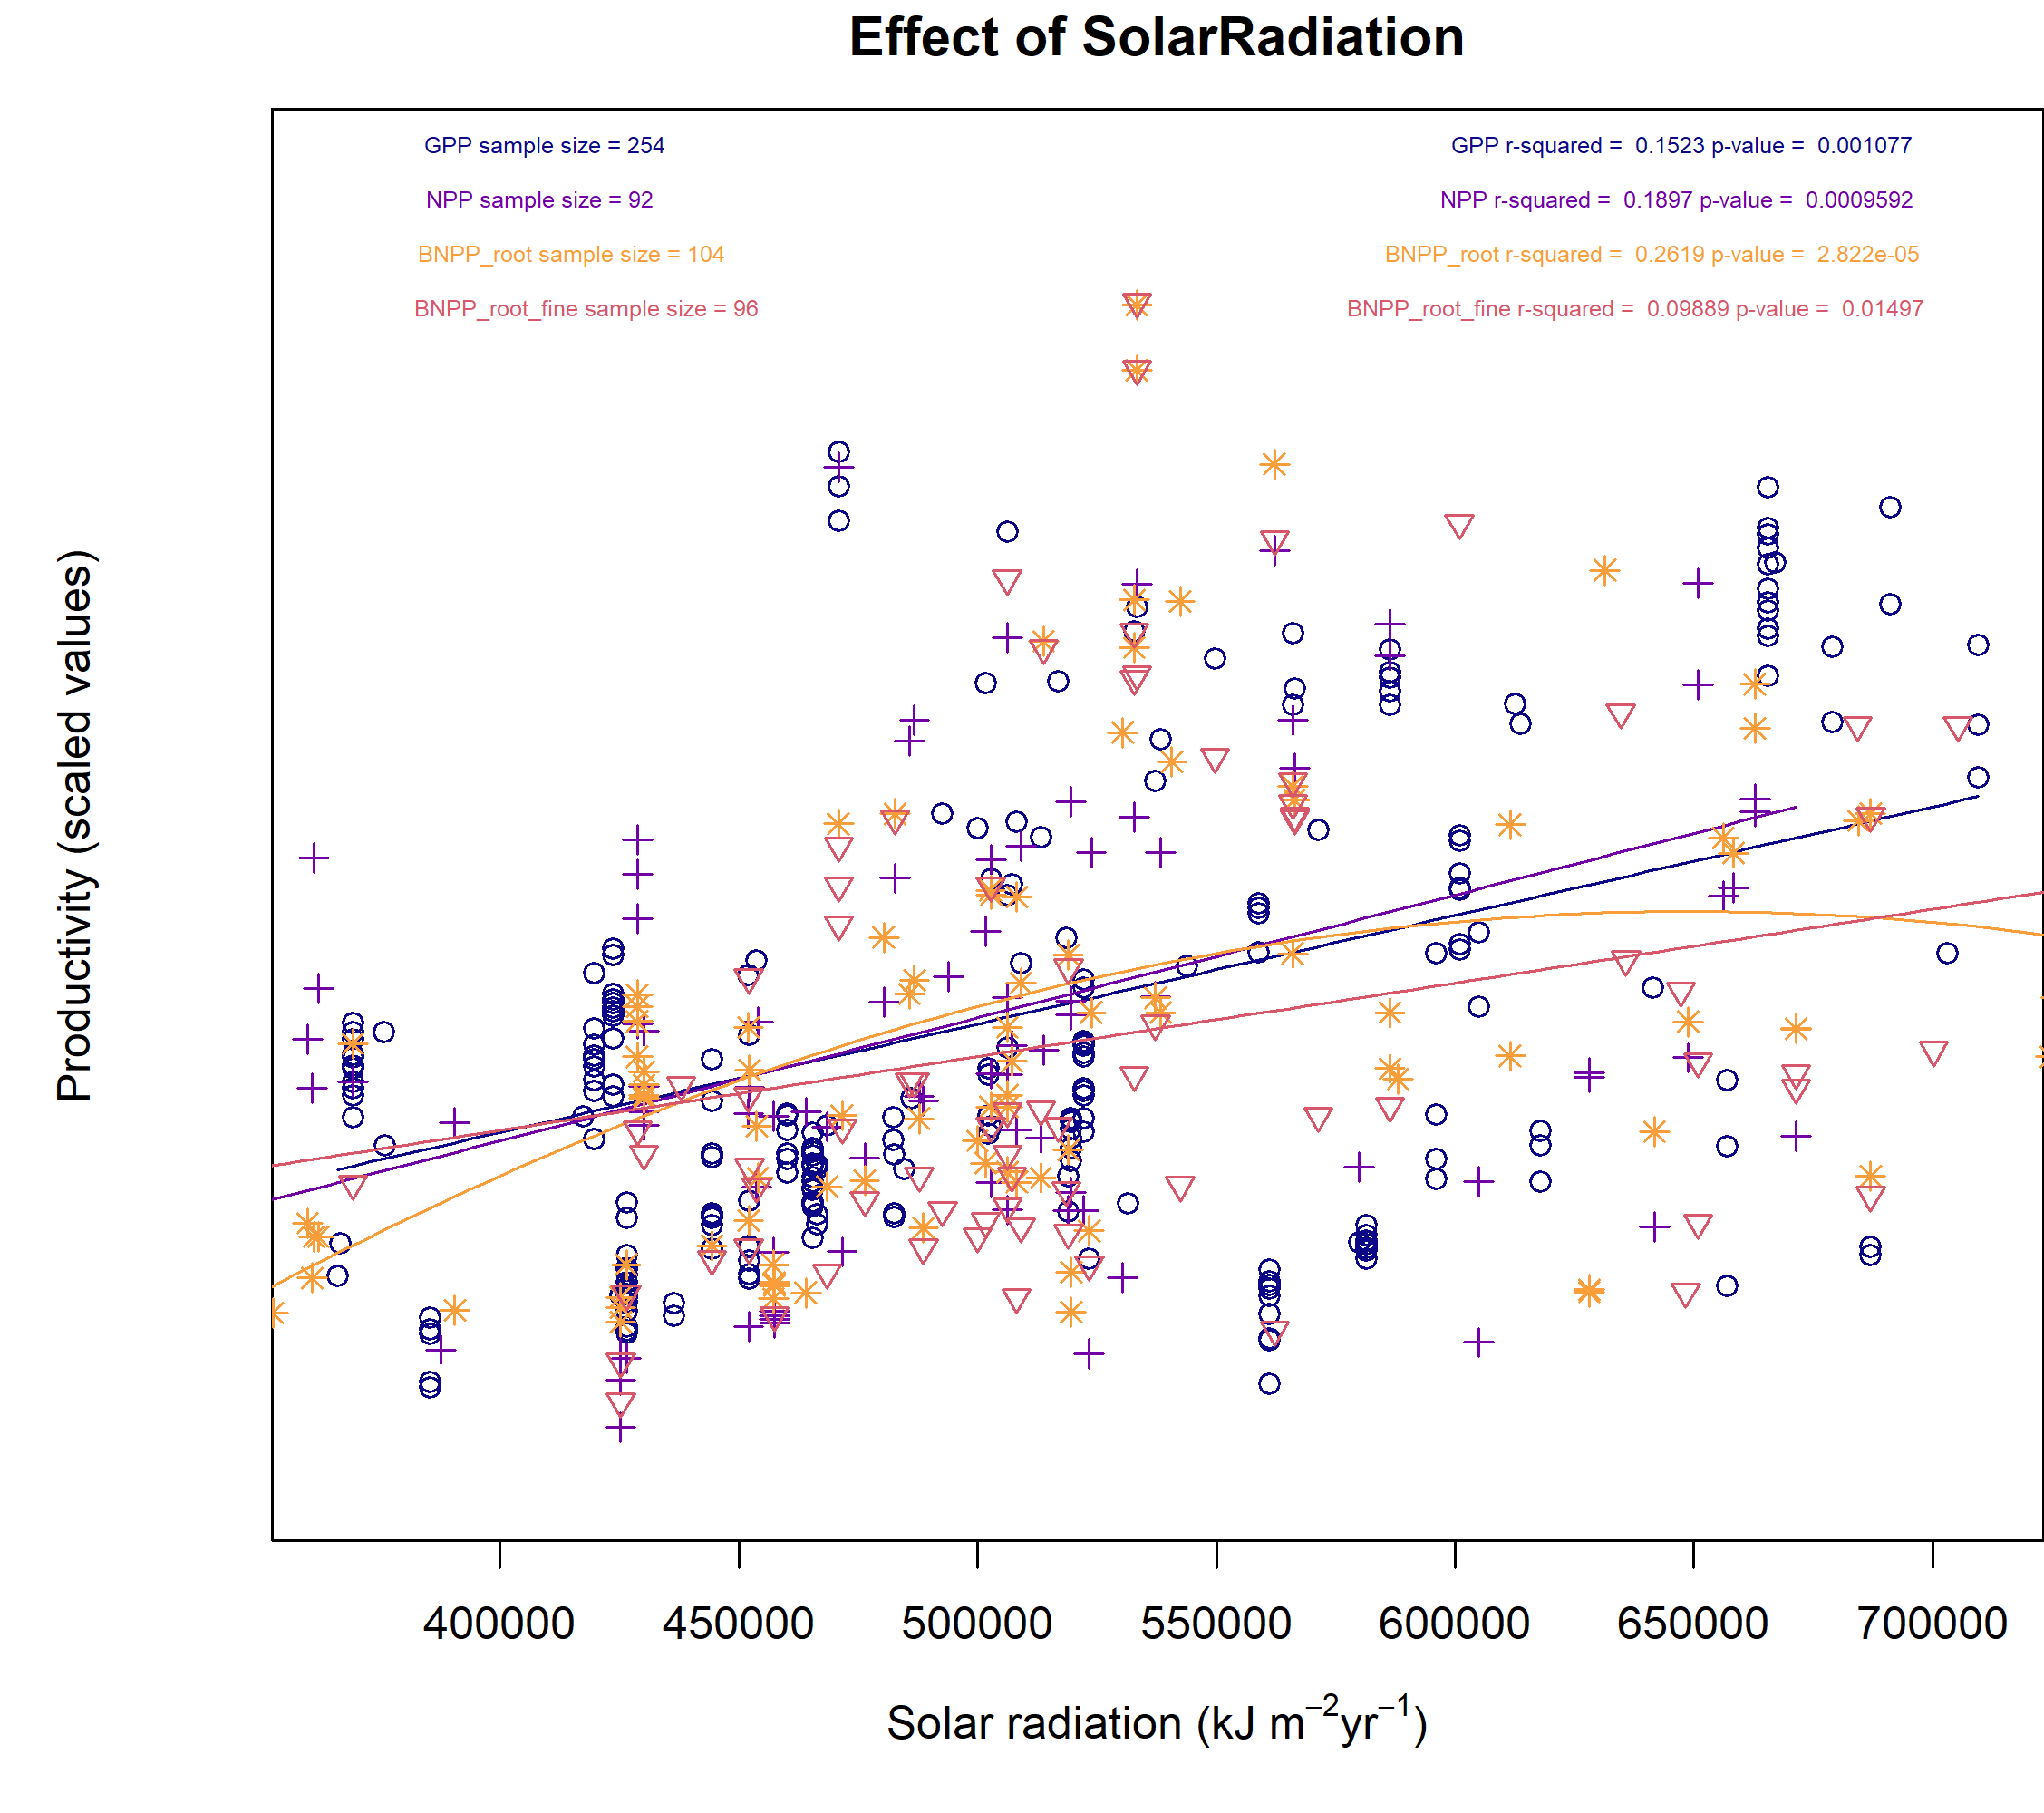 Effect of SolarRadiation
GPP sample size = 254
GPP r-squared =  0.1523 p-value =  0.001077
NPP sample size = 92
NPP r-squared =  0.1897 p-value =  0.0009592
BNPP_root sample size = 104
BNPP_root r-squared =  0.2619 p-value =  2.822e-05
BNPP_root_fine sample size = 96
BNPP_root_fine r-squared =  0.09889 p-value =  0.01497
Productivity (scaled values)
400000 450000 500000 550000 600000 650000 700000
Solar radiation (kJ m⁻²yr⁻¹)